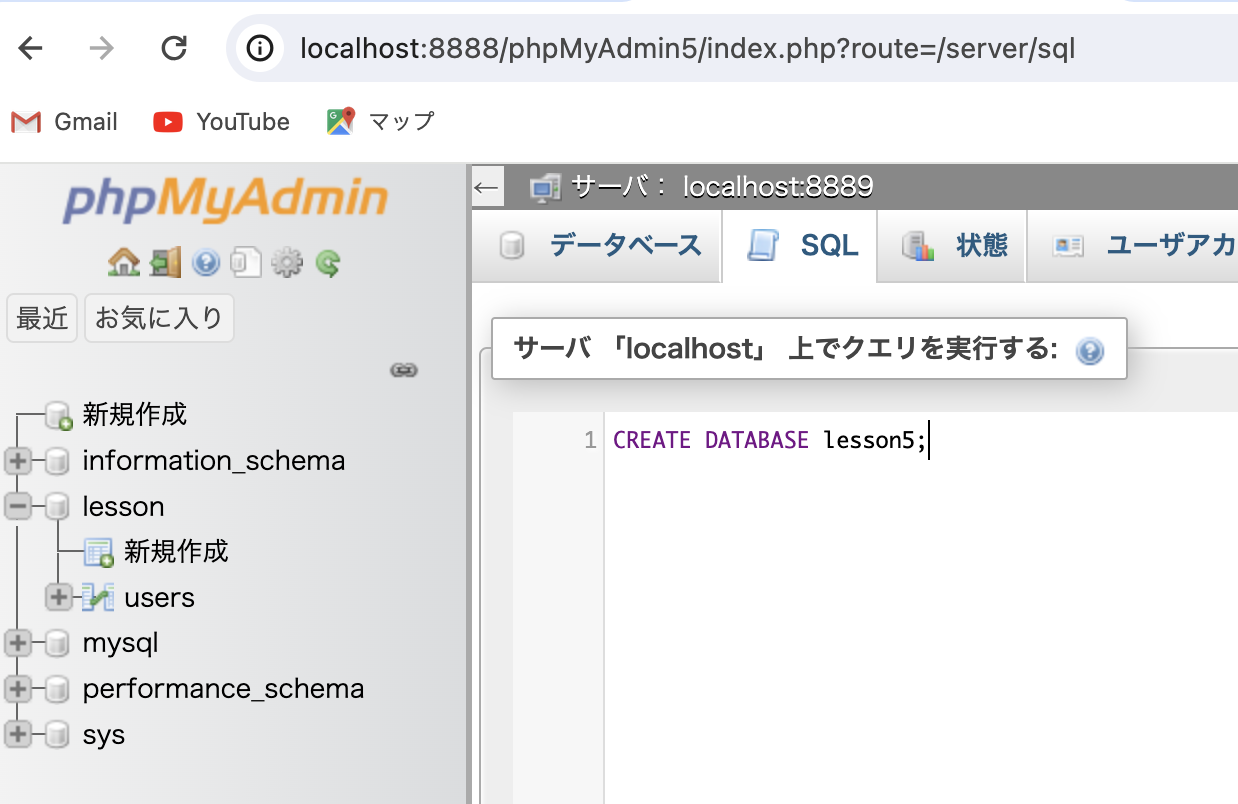 localhost:8888/phpMyAdmin5/index.php?route=/server/sql
Gmail YouTube マップ
phpMyAdmin
最近 お気に入り
新規作成
information_schema
lesson
新規作成
users
mysql
performance_schema
sys
サーバ: localhost:8889
データベース SQL 状態 ユーザアカ
サーバ 「localhost」 上でクエリを実行する:
1 CREATE DATABASE lesson5;